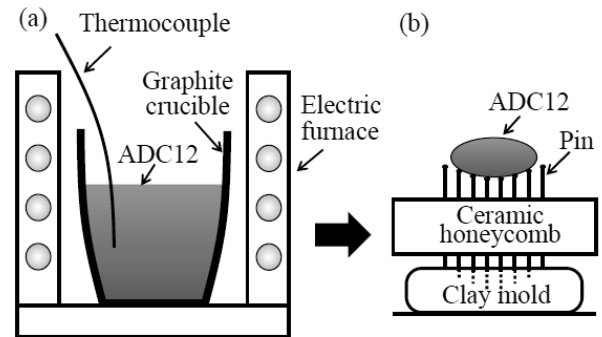 (a)
Thermocouple
Graphite
crucible
ADC12
Electric
furnace
(b)
ADC12
Pin
Ceramic
honeycomb
Clay mold